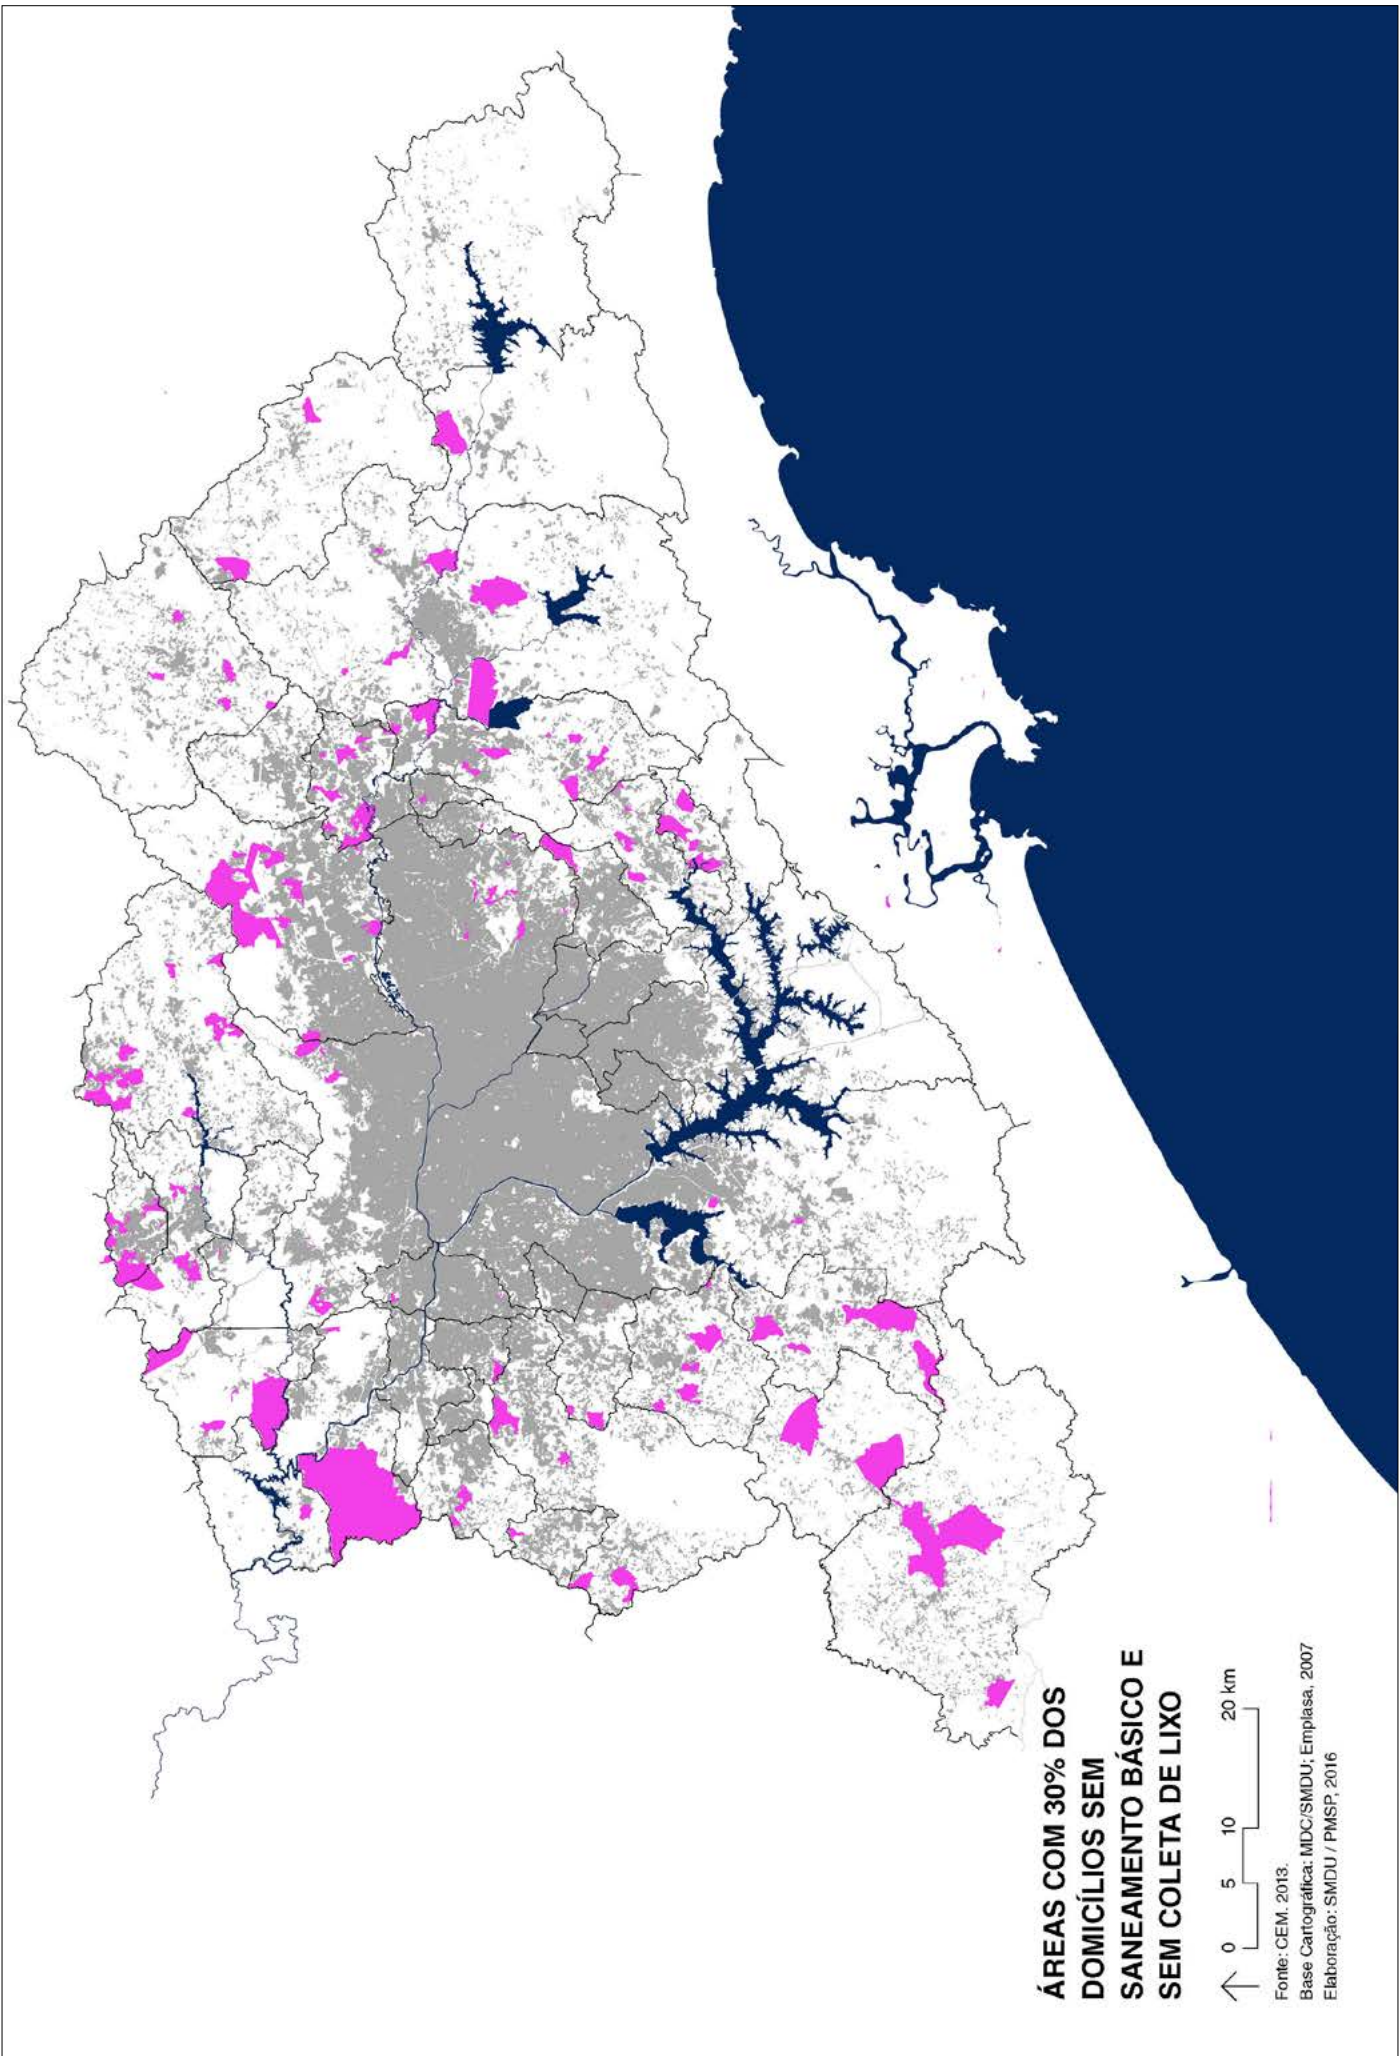 ÁREAS COM 30% DOS
DOMICÍLIOS SEM
SANEAMENTO BÁSICO E
SEM COLETA DE LIXO
0 5 10 20 km
Fonte: CEM. 2013.
Base Cartográfica: MDC/SMDU; Emplasa, 2007
Elaboração: SMDU / PMSP, 2016